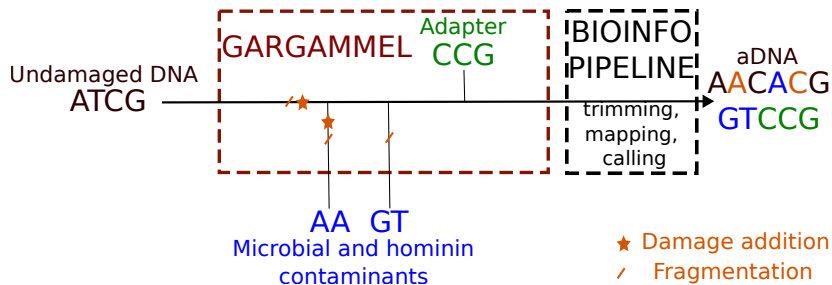 Undamaged DNA
ATCG
GARGAMMEL
Adapter
CCG
BIOINFO
PIPELINE
trimming,
mapping,
calling
aDNA
AACACG
GTCCG
AA GT
Microbial and hominin
contaminants
Damage addition
Fragmentation